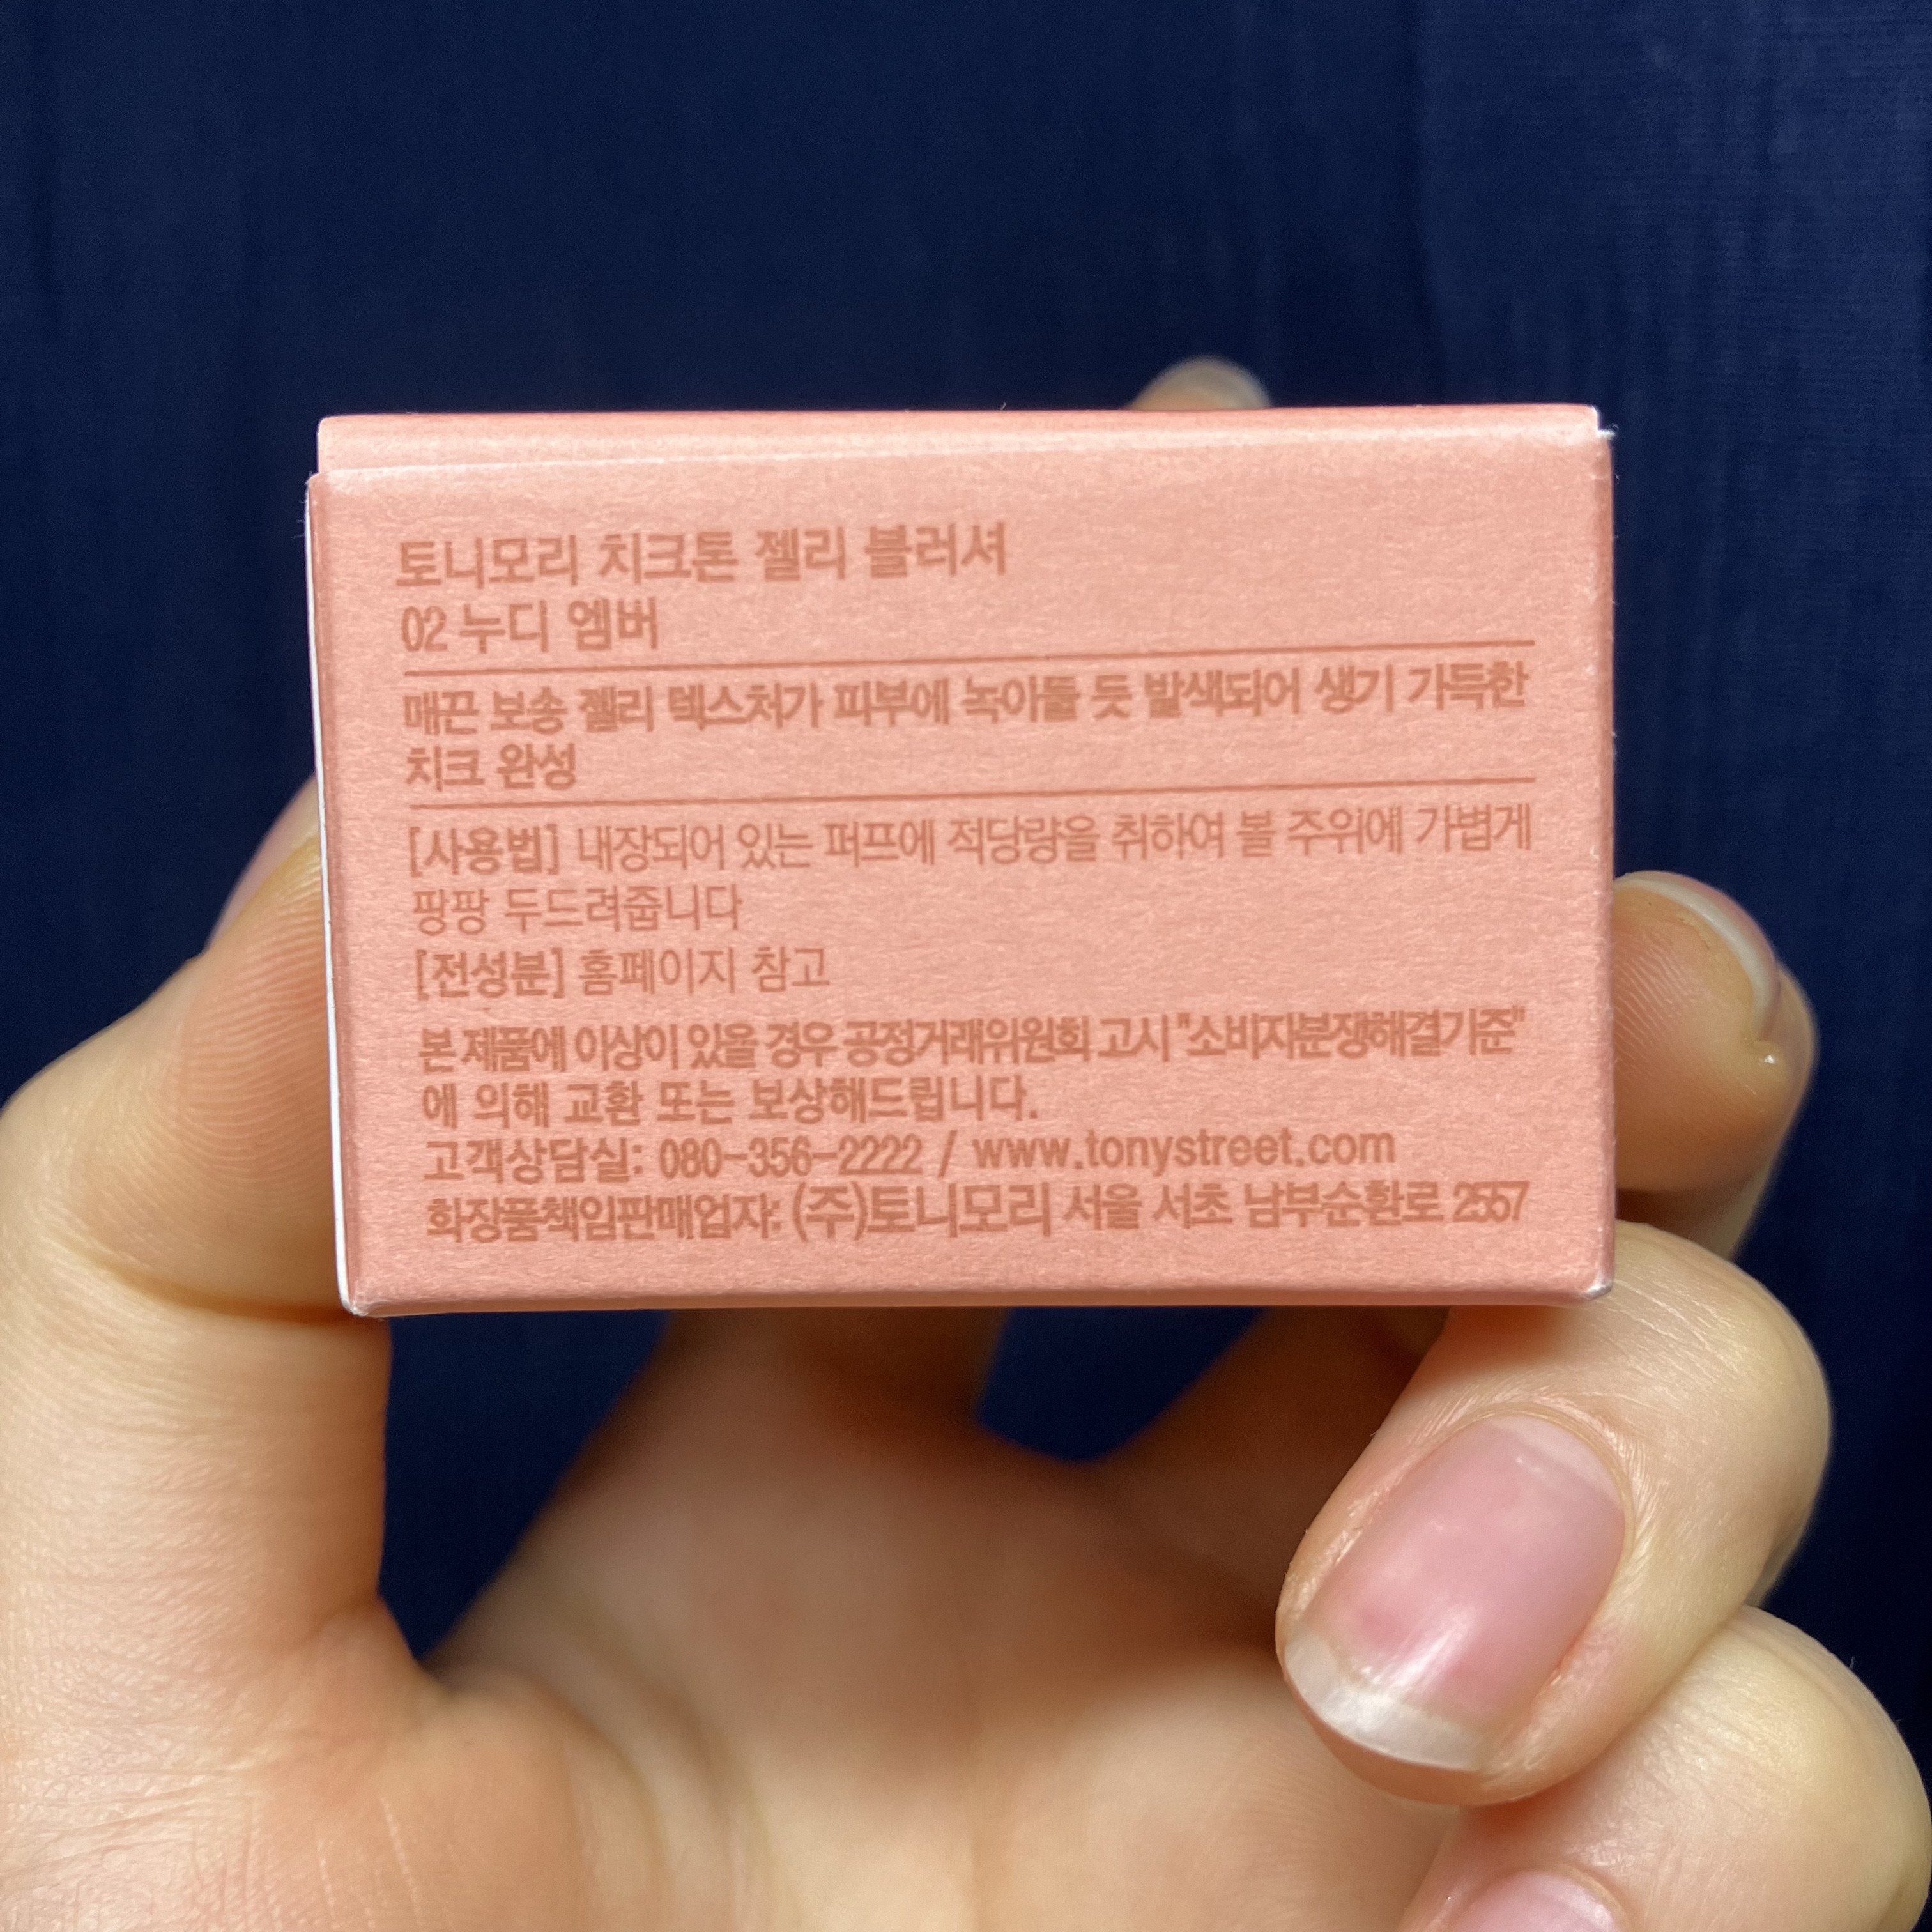 토니모리 치크톤 젤리 블러셔
02 누디 엠버
매끈 보송 젤리 텍스처가 피부에 녹아들 듯 발색되어 생기 가득한
치크 완성
[사용법] 내장되어 있는 퍼프에 적당량을 취하여 볼 주위에 가볍게
팡팡 두드려줍니다
[전성분] 홈페이지 참고
본 제품에 이상이 있을 경우 공정거래위원회 고시 "소비자분쟁해결기준"
에 의해 교환 또는 보상해드립니다.
고객상담실: 080-356-2222 / www.tonystreet.com
화장품책임판매업자: (주)토니모리 서울 서초 남부순환로 2557